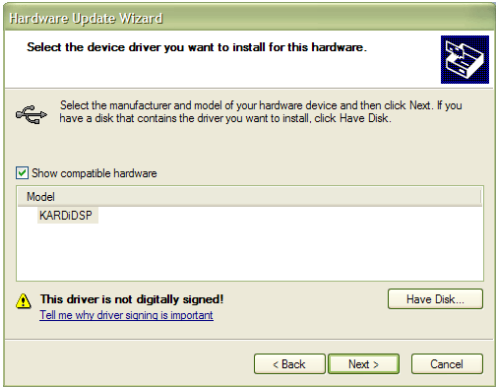 Hardware Update Wizard
Select the device driver you want to install for this hardware.
Select the manufacturer and model of your hardware device and then click Next. If you
have a disk that contains the driver you want to install, click Have Disk.
Show compatible hardware
Model
KARDiDSP
This driver is not digitally signed!
Have Disk...
Tell me why driver signing is important
< Back
Next >
Cancel